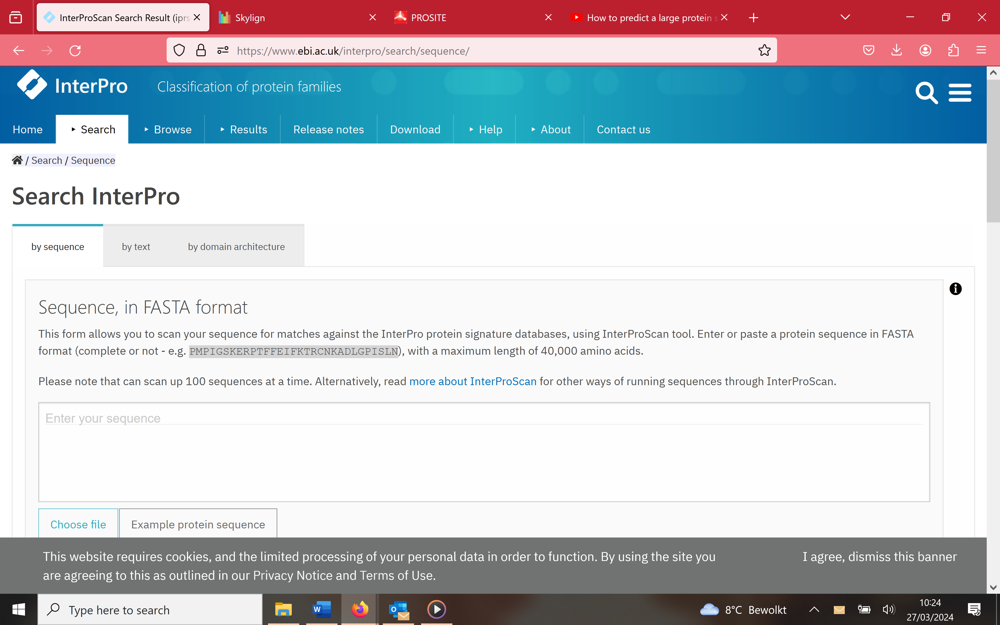 InterProScan Search Result (iprs
Skylign
PROSITE
How to predict a large protein s
https://www.ebi.ac.uk/interpro/search/sequence/
InterPro
Classification of protein families
Home
Search
Browse
Results
Release notes
Download
Help
About
Contact us
/ Search / Sequence
Search InterPro
by sequence
by text
by domain architecture
Sequence, in FASTA format
This form allows you to scan your sequence for matches against the InterPro protein signature databases, using InterProScan tool. Enter or paste a protein sequence in FASTA
format (complete or not - e.g. PMPIGSKERPTFFEIFKTRCNKADLGPISLN), with a maximum length of 40,000 amino acids.
Please note that can scan up 100 sequences at a time. Alternatively, read more about InterProScan for other ways of running sequences through InterProScan.
Enter your sequence
Choose file
Example protein sequence
This website requires cookies, and the limited processing of your personal data in order to function. By using the site you
are agreeing to this as outlined in our Privacy Notice and Terms of Use.
I agree, dismiss this banner
Type here to search
8°C Bewolkt
10:24
27/03/2024